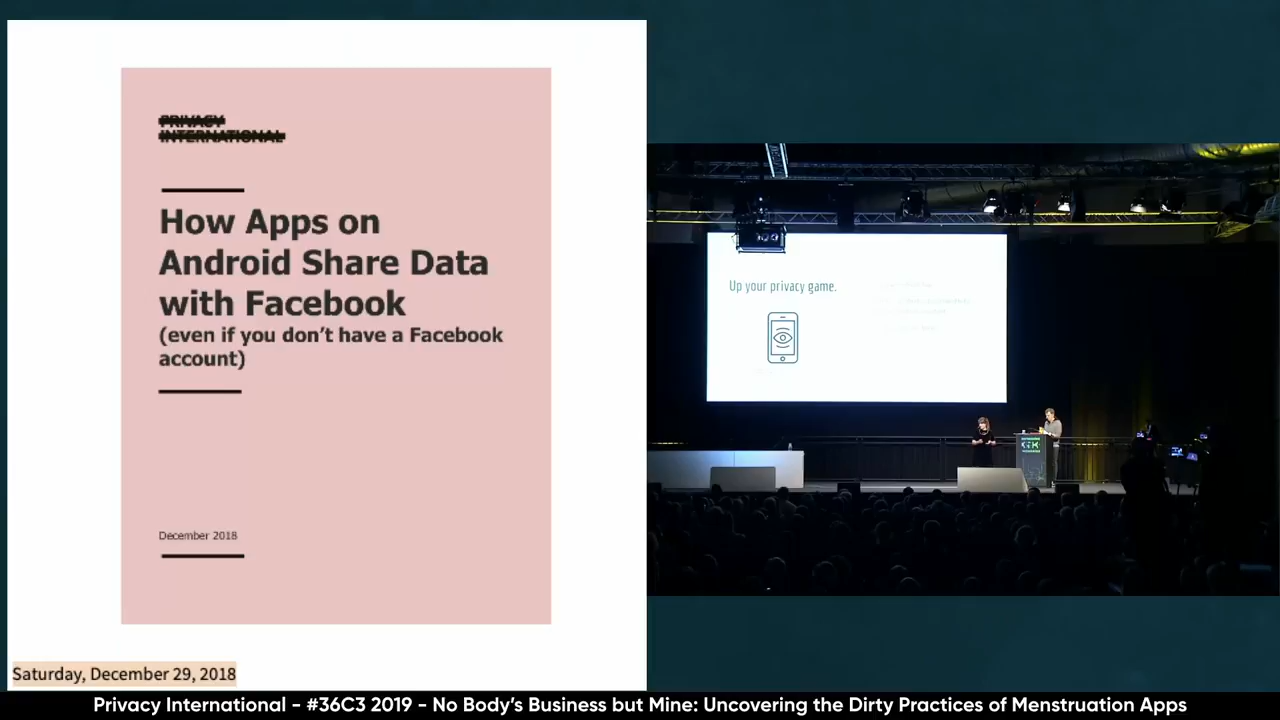 PRIVACY
INTERNATIONAL
How Apps on
Android Share Data
with Facebook
(even if you don't have a Facebook
account)
December 2018
Saturday, December 29, 2018
Up your privacy game.
Privacy International - #36C3 2019 - No Body's Business but Mine: Uncovering the Dirty Practices of Menstruation Apps